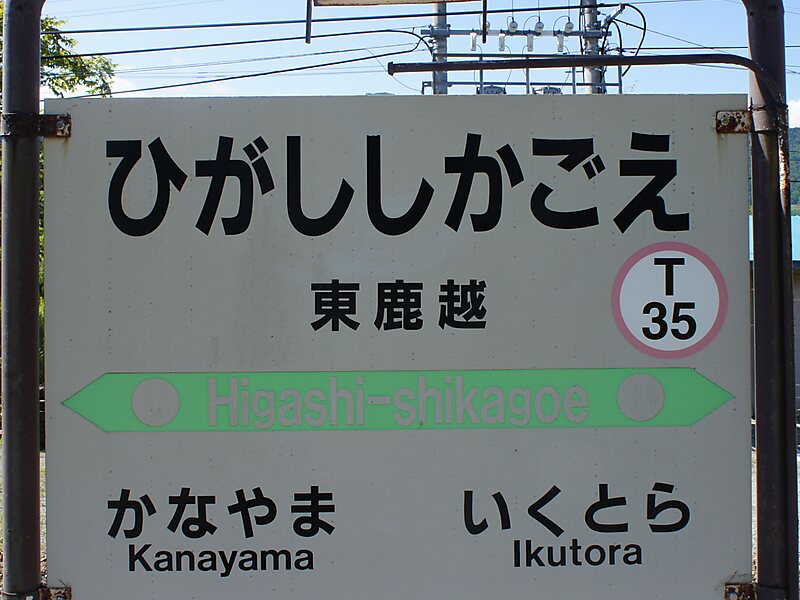 ひがししかごえ
東鹿越
T
35
Higashi-shikagoe
かなやま
いくとら
Kanayama
Ikutora